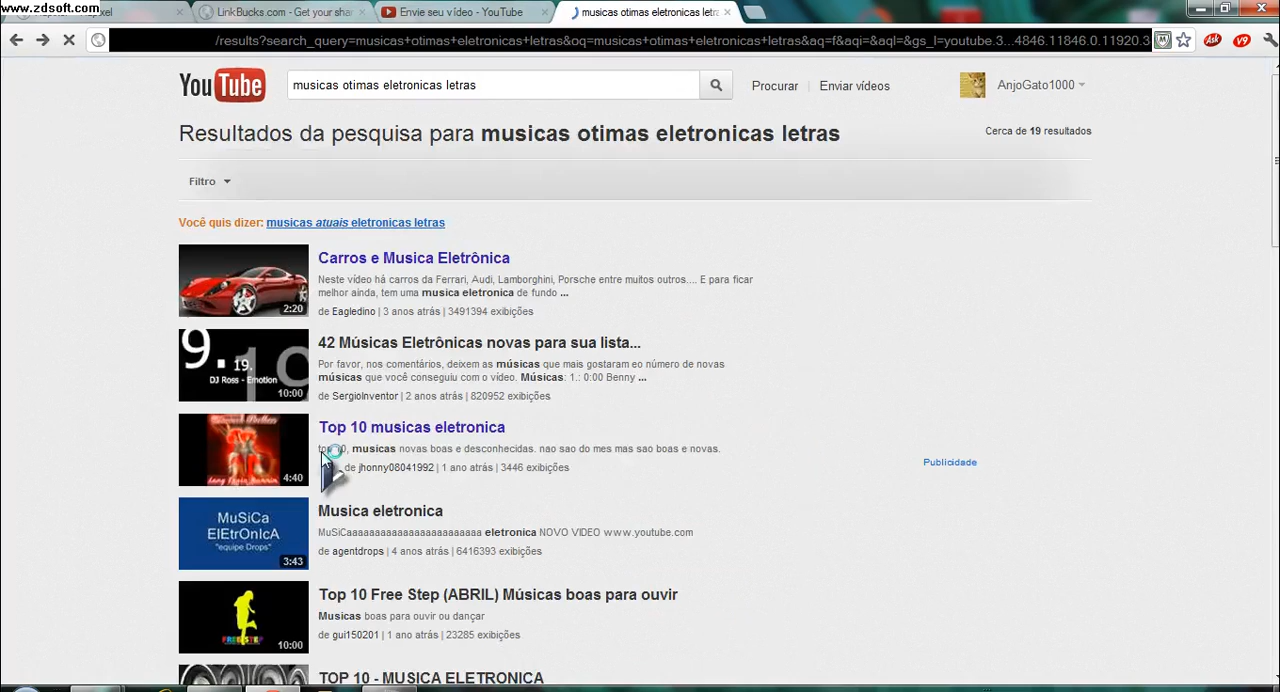 www.zdsoft.com
LinkBucks.com - Get your shar
Envie seu vídeo - YouTube
musicas otimas eletronicas letra
/results?search_query=musicas+otimas+eletronicas+letras&oq=musicas+otimas+eletronicas+letras&aq=f&aqi=&aql=&gs_l=youtube.3...4846.11846.0.11920.3
Ask
V9
YouTube
musicas otimas eletronicas letras
Procurar
Enviar vídeos
AnjoGato1000
Resultados da pesquisa para musicas otimas eletronicas letras
Cerca de 19 resultados
Filtro
Você quis dizer: musicas atuais eletronicas letras
Carros e Musica Eletrônica
Neste vídeo há carros da Ferrari, Audi, Lamborghini, Porsche entre muitos outros.... E para ficar
melhor ainda, tem uma musica eletronica de fundo ...
2:20
de Eagledino | 3 anos atrás | 3491394 exibições
42 Músicas Eletrônicas novas para sua lista...
9. 19.
DJ Ross - Emotion
10:00
Por favor, nos comentários, deixem as músicas que mais gostaram eo número de novas
músicas que você conseguiu com o vídeo. Músicas: 1.: 0:00 Benny ...
de SergioInventor | 2 anos atrás | 820952 exibições
Top 10 musicas eletronica
musicas novas boas e desconhecidas. nao sao do mes mas sao boas e novas.
4:40
de jhonny08041992 | 1 ano atrás | 3446 exibições
Publicidade
Musica eletronica
MuSiCa
ElEtrOnIcA
"equipe Drops"
3:43
MuSiCaaaaaaaaaaaaaaaaaaaaaaaaa eletronica NOVO VIDEO www.youtube.com
de agentdrops | 4 anos atrás | 6416393 exibições
Top 10 Free Step (ABRIL) Músicas boas para ouvir
FREE STEP
10:00
Musicas boas para ouvir ou dançar
de gui150201 | 1 ano atrás | 23285 exibições
TOP 10 - MUSICA ELETRONICA